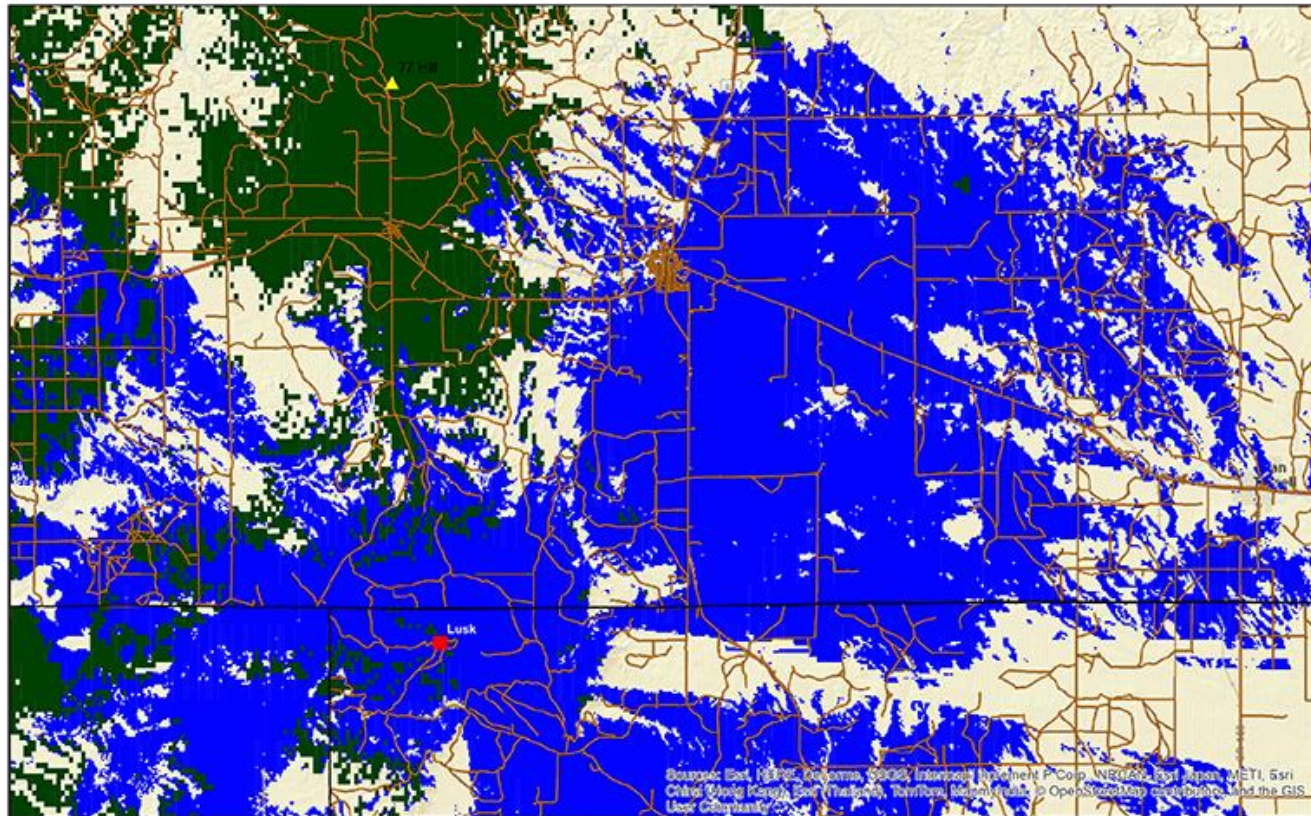 77 Hill
an
Lusk
Sources: Esri, HERE, DeLorme, USGS, Intermap, increment P Corp., NRCAN, Esri Japan, METI, Esri
China (Hong Kong), Esri (Thailand), TomTom, MapmyIndia, © OpenStreetMap contributors, and the GIS
User Community